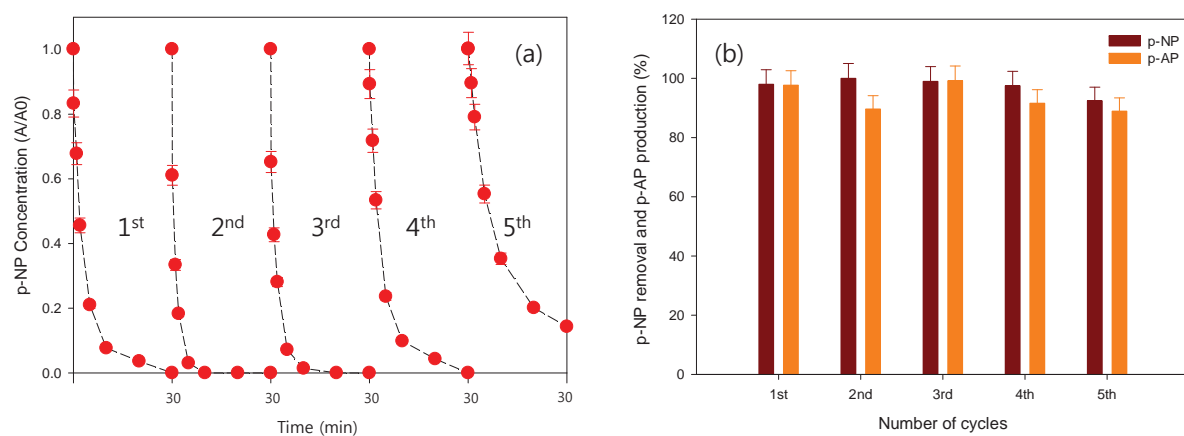 (a)
p-NP Concentration (A/A0)
1.0
0.8
0.6
0.4
0.2
0.0
1st
2nd
3rd
4th
5th
30
30
30
30
30
Time (min)
(b)
p-NP
p-AP
p-NP removal and p-AP production (%)
120
100
80
60
40
20
0
1st
2nd
3rd
4th
5th
Number of cycles